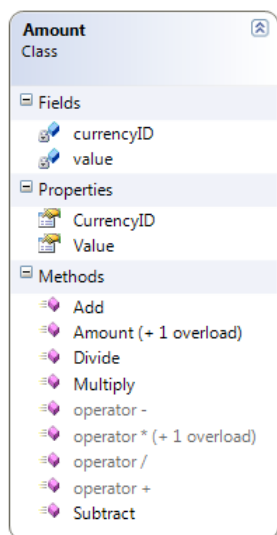 Amount
Class
Fields
currencyID
value
Properties
CurrencyID
Value
Methods
Add
Amount (+ 1 overload)
Divide
Multiply
operator -
operator * (+ 1 overload)
operator /
operator +
Subtract